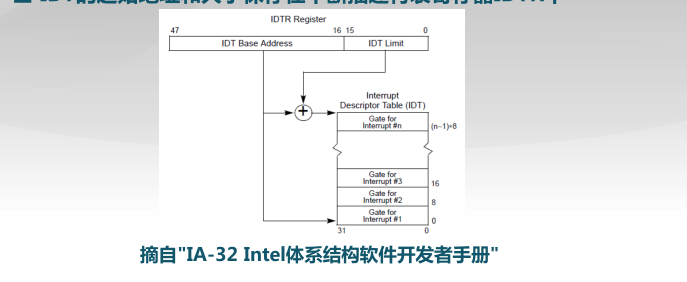 IDTR Register
47 16 15 0
IDT Base Address IDT Limit
Interrupt
Descriptor Table (IDT)
Gate for
Interrupt #n
(n−1)∗8
Gate for
Interrupt #3
16
Gate for
Interrupt #2
8
Gate for
Interrupt #1
0
31 0
摘自"IA-32 Intel体系结构软件开发者手册"